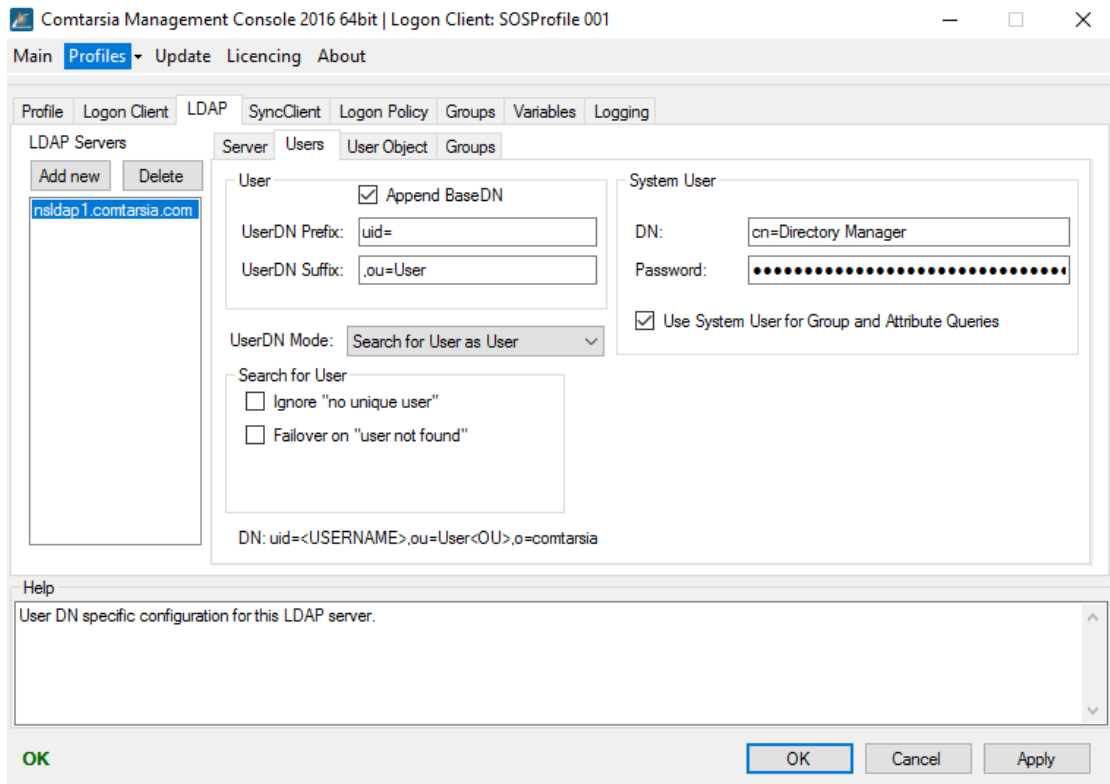 Comtarsia Management Console 2016 64bit | Logon Client: SOSProfile 001
Main Profiles Update Licencing About
Profile Logon Client LDAP SyncClient Logon Policy Groups Variables Logging
LDAP Servers
Add new Delete
nsldap1.comtarsia.com
Server Users User Object Groups
User
Append BaseDN
UserDN Prefix: uid=
UserDN Suffix: ,ou=User
UserDN Mode: Search for User as User
Search for User
Ignore "no unique user"
Failover on "user not found"
DN: uid=<USERNAME>,ou=User<OU>,o=comtarsia
System User
DN: cn=Directory Manager
Password: ●●●●●●●●●●●●●●●●●●●●●●●●●●●●●●●●
Use System User for Group and Attribute Queries
Help
User DN specific configuration for this LDAP server.
OK
OK Cancel Apply